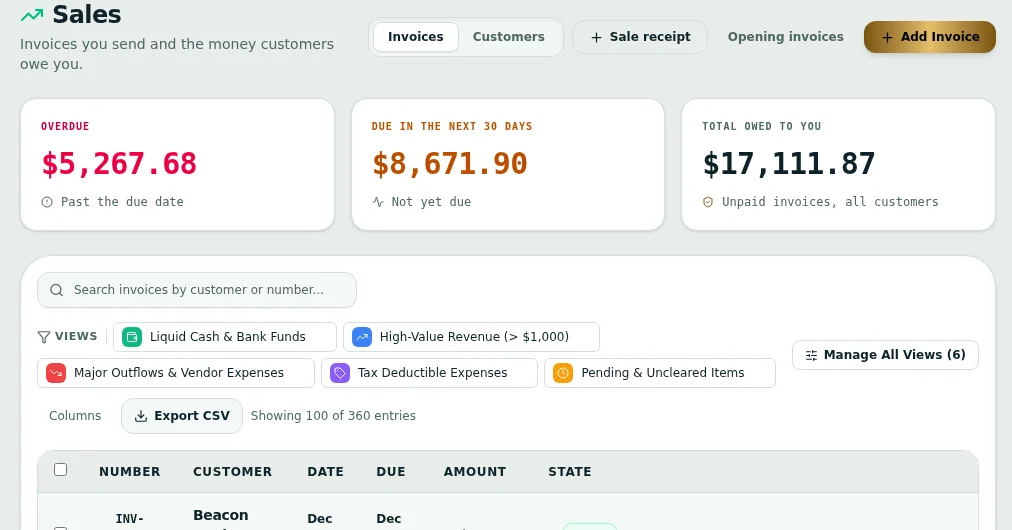 Sales
Invoices you send and the money customers
owe you.
Invoices
Customers
+ Sale receipt
Opening invoices
+ Add Invoice
OVERDUE
$5,267.68
Past the due date
DUE IN THE NEXT 30 DAYS
$8,671.90
Not yet due
TOTAL OWED TO YOU
$17,111.87
Unpaid invoices, all customers
Search invoices by customer or number...
VIEWS
Liquid Cash & Bank Funds
High-Value Revenue (> $1,000)
Major Outflows & Vendor Expenses
Tax Deductible Expenses
Pending & Uncleared Items
Manage All Views (6)
Columns
Export CSV
Showing 100 of 360 entries
NUMBER CUSTOMER DATE DUE AMOUNT STATE
INV- Beacon Dec Dec